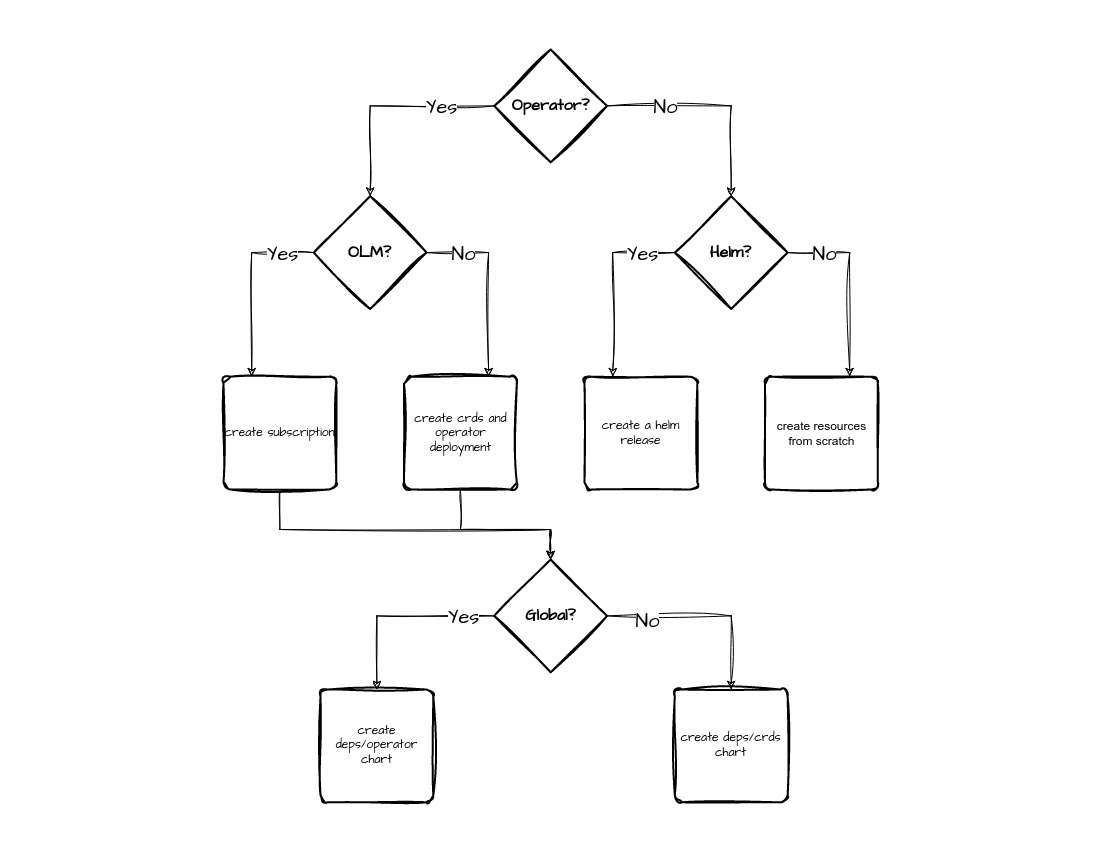 Operator?
Yes
No
OLM?
Helm?
Yes
No
Yes
No
create subscription
create crds and
operator
deployment
create a helm
release
create resources
from scratch
Global?
Yes
No
create
deps/operator
chart
create deps/crds
chart